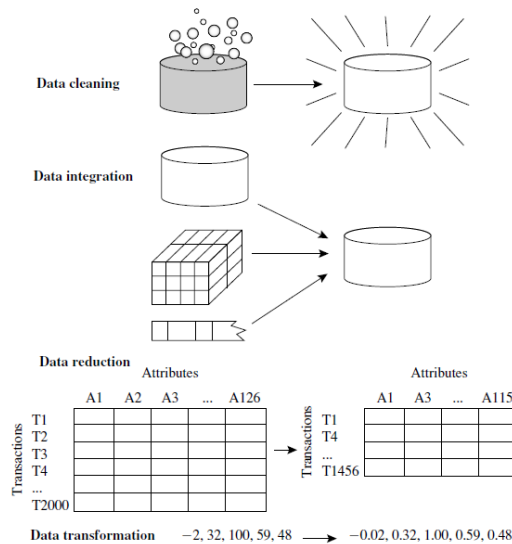 Data cleaning
Data integration
Data reduction
Attributes
A1 A2 A3 ... A126
Transactions
T1
T2
T3
T4
...
T2000
Attributes
A1 A3 ... A115
Transactions
T1
T4
...
T1456
Data transformation −2, 32, 100, 59, 48 −0.02, 0.32, 1.00, 0.59, 0.48